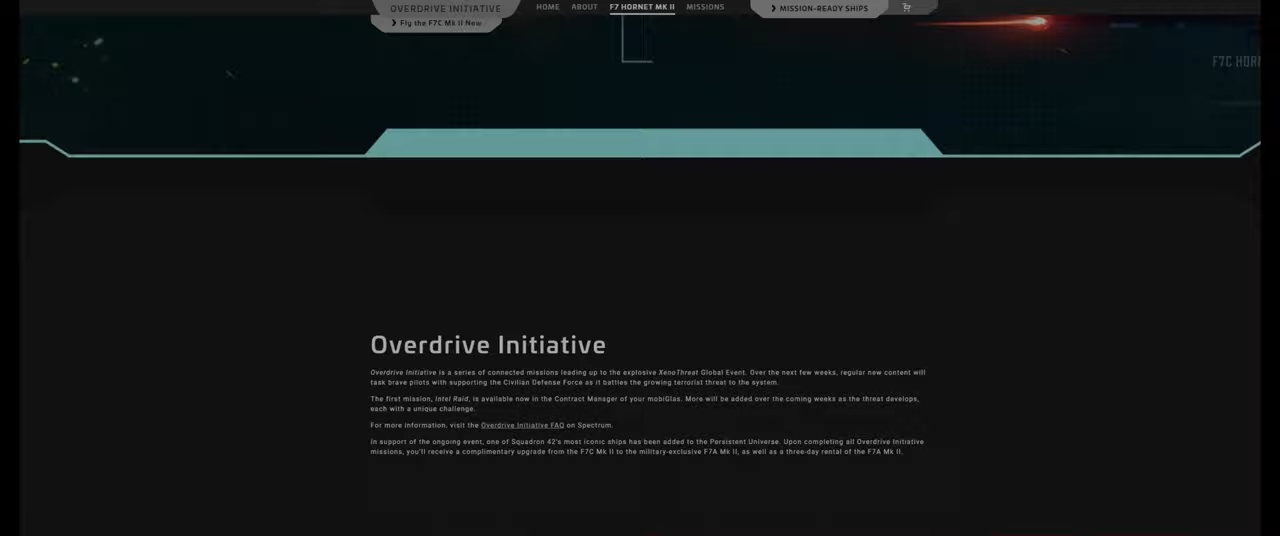 OVERDRIVE INITIATIVE HOME ABOUT F7 HORNET MK II MISSIONS MISSION-READY SHIPS
Fly the F7C Mk II Now
F7C
Overdrive Initiative
Overdrive Initiative is a series of connected missions leading up to the explosive XenoThreat Global Event. Over the next few weeks, regular new content will
task brave pilots with supporting the Civilian Defense Force as it battles the growing terrorist threat to the system.
The first mission, Intel Raid, is available now in the Contract Manager of your mobiGlas. More will be added over the coming weeks as the threat develops,
each with a unique challenge.
For more information, visit the Overdrive Initiative FAQ on Spectrum.
In support of the ongoing event, one of Squadron 42's most iconic ships has been added to the Persistent Universe. Upon completing all Overdrive Initiative
missions, you'll receive a complimentary upgrade from the F7C Mk II to the military-exclusive F7A Mk II, as well as a three-day rental of the F7A Mk II.